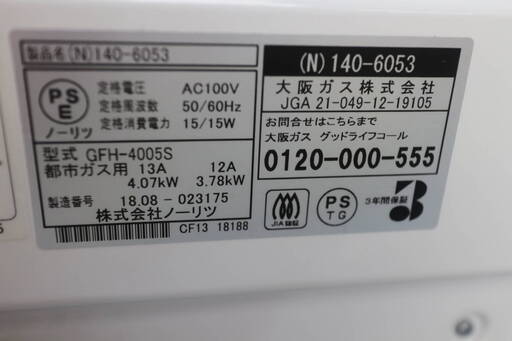 製品名 (N)140-6053
PS
E
ノーリツ
定格電圧 AC100V
定格周波数 50/60Hz
定格消費電力 15/15W
型式 GFH-4005S
都市ガス用 13A 12A
4.07kW 3.78kW
製造番号 18.08-023175
株式会社ノーリツ
CF13 18188
(N) 140-6053
大阪ガス株式会社
JGA 21-049-12-19105
お問合せはこちらまで
大阪ガス グッドライフコール
0120-000-555
JIA認証
PS
TG
3年間保証